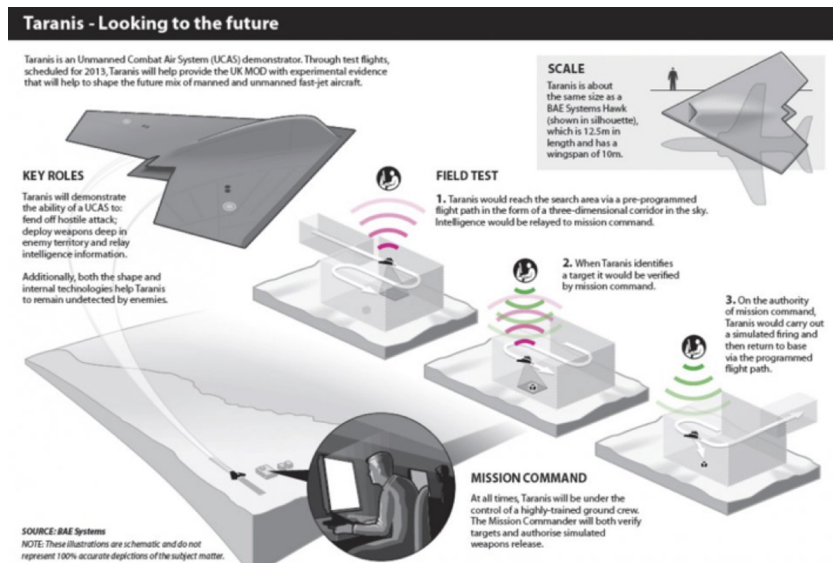 Taranis - Looking to the future
Taranis is an Unmanned Combat Air System (UCAS) demonstrator. Through test flights,
scheduled for 2013, Taranis will help provide the UK MOD with experimental evidence
that will help to shape the future mix of manned and unmanned fast-jet aircraft.
SCALE
Taranis is about
the same size as a
BAE Systems Hawk
(shown in silhouette),
which is 12.5m in
length and has a
wingspan of 10m.
KEY ROLES
Taranis will demonstrate
the ability of a UCAS to:
fend off hostile attack;
deploy weapons deep in
enemy territory and relay
intelligence information.
Additionally, both the shape and
internal technologies help Taranis
to remain undetected by enemies.
FIELD TEST
1. Taranis would reach the search area via a pre-programmed
flight path in the form of a three-dimensional corridor in the sky.
Intelligence would be relayed to mission command.
2. When Taranis identifies
a target it would be verified
by mission command.
3. On the authority
of mission command,
Taranis would carry out
a simulated firing and
then return to base
via the programmed
flight path.
MISSION COMMAND
At all times, Taranis will be under the
control of a highly-trained ground crew.
The Mission Commander will both verify
targets and authorise simulated
weapons release.
SOURCE: BAE Systems
NOTE: These illustrations are schematic and do not
represent 100% accurate depictions of the subject matter.